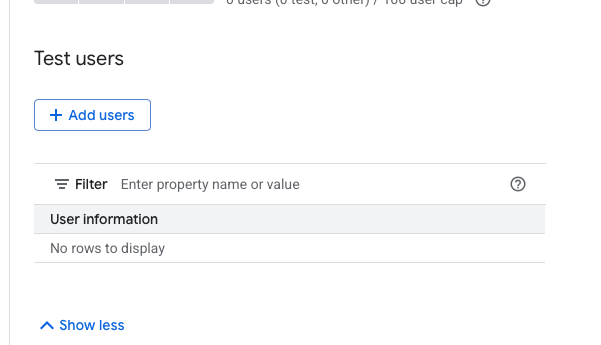 0 users (0 test, 0 other) / 100 user cap
Test users
Add users
Filter Enter property name or value
User information
No rows to display
Show less